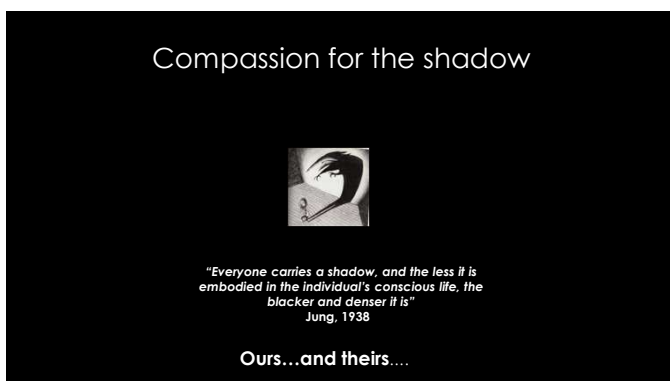 Compassion for the shadow
“Everyone carries a shadow, and the less it is
embodied in the individual’s conscious life, the
blacker and denser it is”
Jung, 1938
Ours…and theirs….